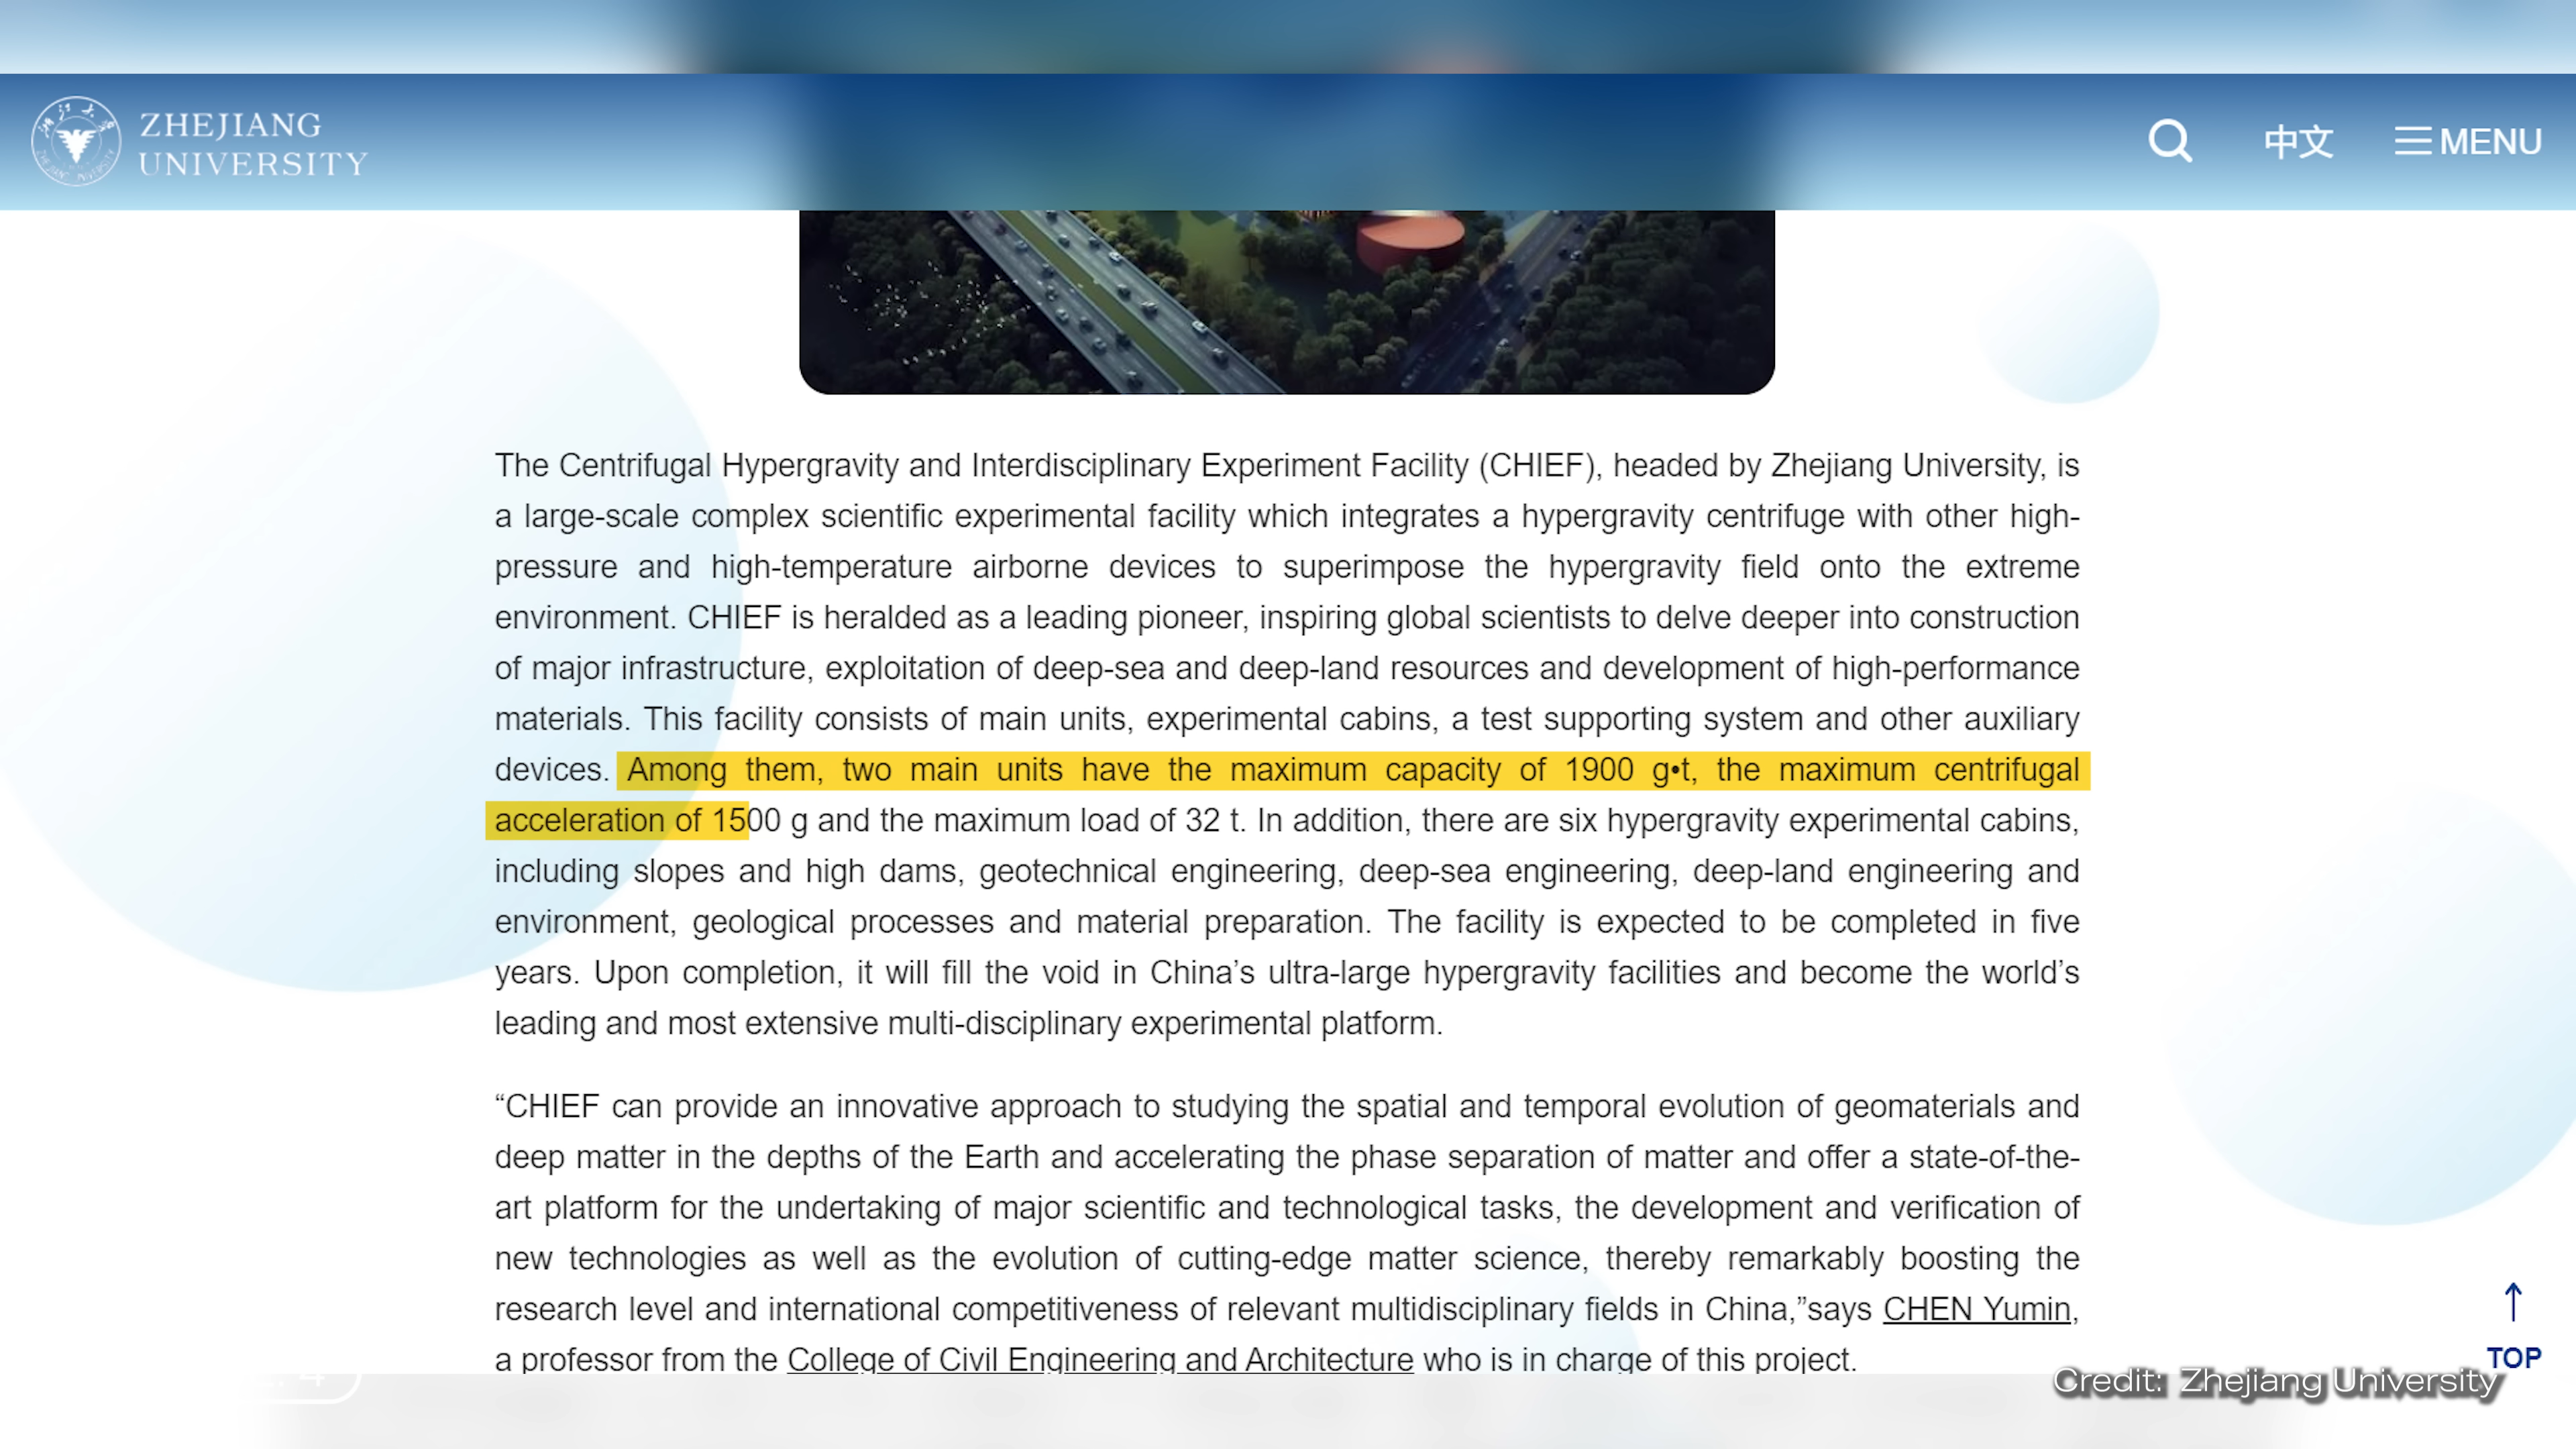 ZHEJIANG
UNIVERSITY
中文
MENU
The Centrifugal Hypergravity and Interdisciplinary Experiment Facility (CHIEF), headed by Zhejiang University, is
a large-scale complex scientific experimental facility which integrates a hypergravity centrifuge with other high-
pressure and high-temperature airborne devices to superimpose the hypergravity field onto the extreme
environment. CHIEF is heralded as a leading pioneer, inspiring global scientists to delve deeper into construction
of major infrastructure, exploitation of deep-sea and deep-land resources and development of high-performance
materials. This facility consists of main units, experimental cabins, a test supporting system and other auxiliary
devices. Among them, two main units have the maximum capacity of 1900 g•t, the maximum centrifugal
acceleration of 1500 g and the maximum load of 32 t. In addition, there are six hypergravity experimental cabins,
including slopes and high dams, geotechnical engineering, deep-sea engineering, deep-land engineering and
environment, geological processes and material preparation. The facility is expected to be completed in five
years. Upon completion, it will fill the void in China’s ultra-large hypergravity facilities and become the world’s
leading and most extensive multi-disciplinary experimental platform.
“CHIEF can provide an innovative approach to studying the spatial and temporal evolution of geomaterials and
deep matter in the depths of the Earth and accelerating the phase separation of matter and offer a state-of-the-
art platform for the undertaking of major scientific and technological tasks, the development and verification of
new technologies as well as the evolution of cutting-edge matter science, thereby remarkably boosting the
research level and international competitiveness of relevant multidisciplinary fields in China,”says CHEN Yumin,
a professor from the College of Civil Engineering and Architecture who is in charge of this project.
TOP
Credit: Zhejiang University